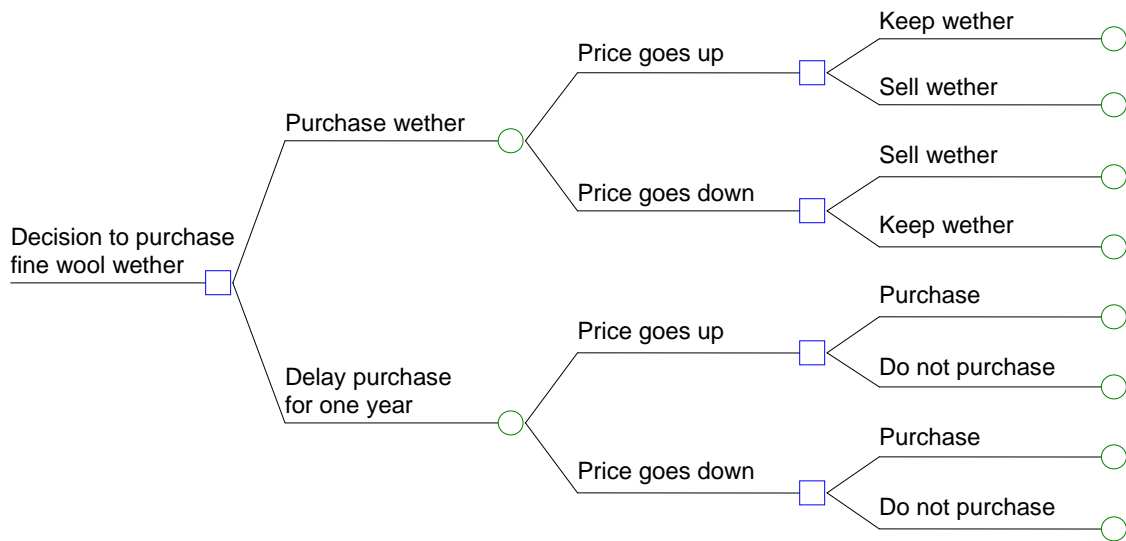 Keep wether
Price goes up
Sell wether
Purchase wether
Sell wether
Price goes down
Keep wether
Decision to purchase
fine wool wether
Purchase
Price goes up
Do not purchase
Delay purchase
for one year
Purchase
Price goes down
Do not purchase